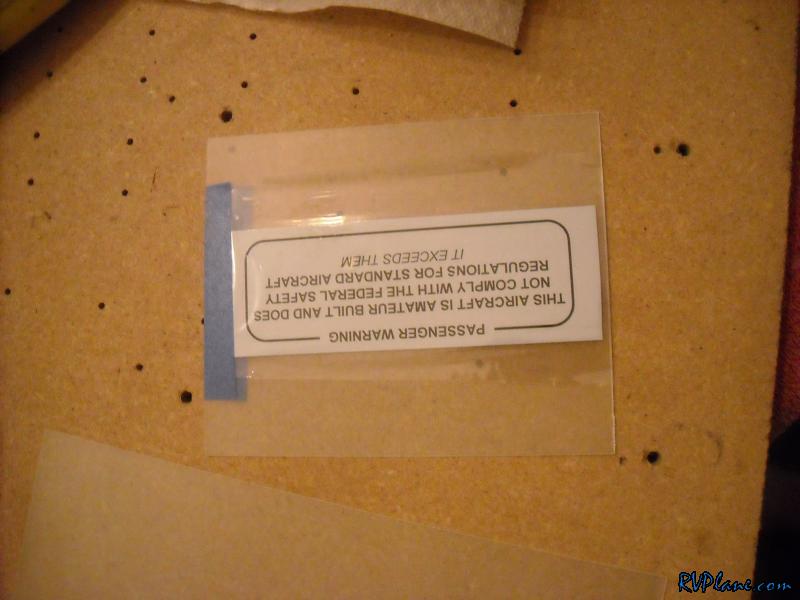 PASSENGER WARNING
THIS AIRCRAFT IS AMATEUR BUILT AND DOES
NOT COMPLY WITH THE FEDERAL SAFETY
REGULATIONS FOR STANDARD AIRCRAFT
IT EXCEEDS THEM
RVPlane.com